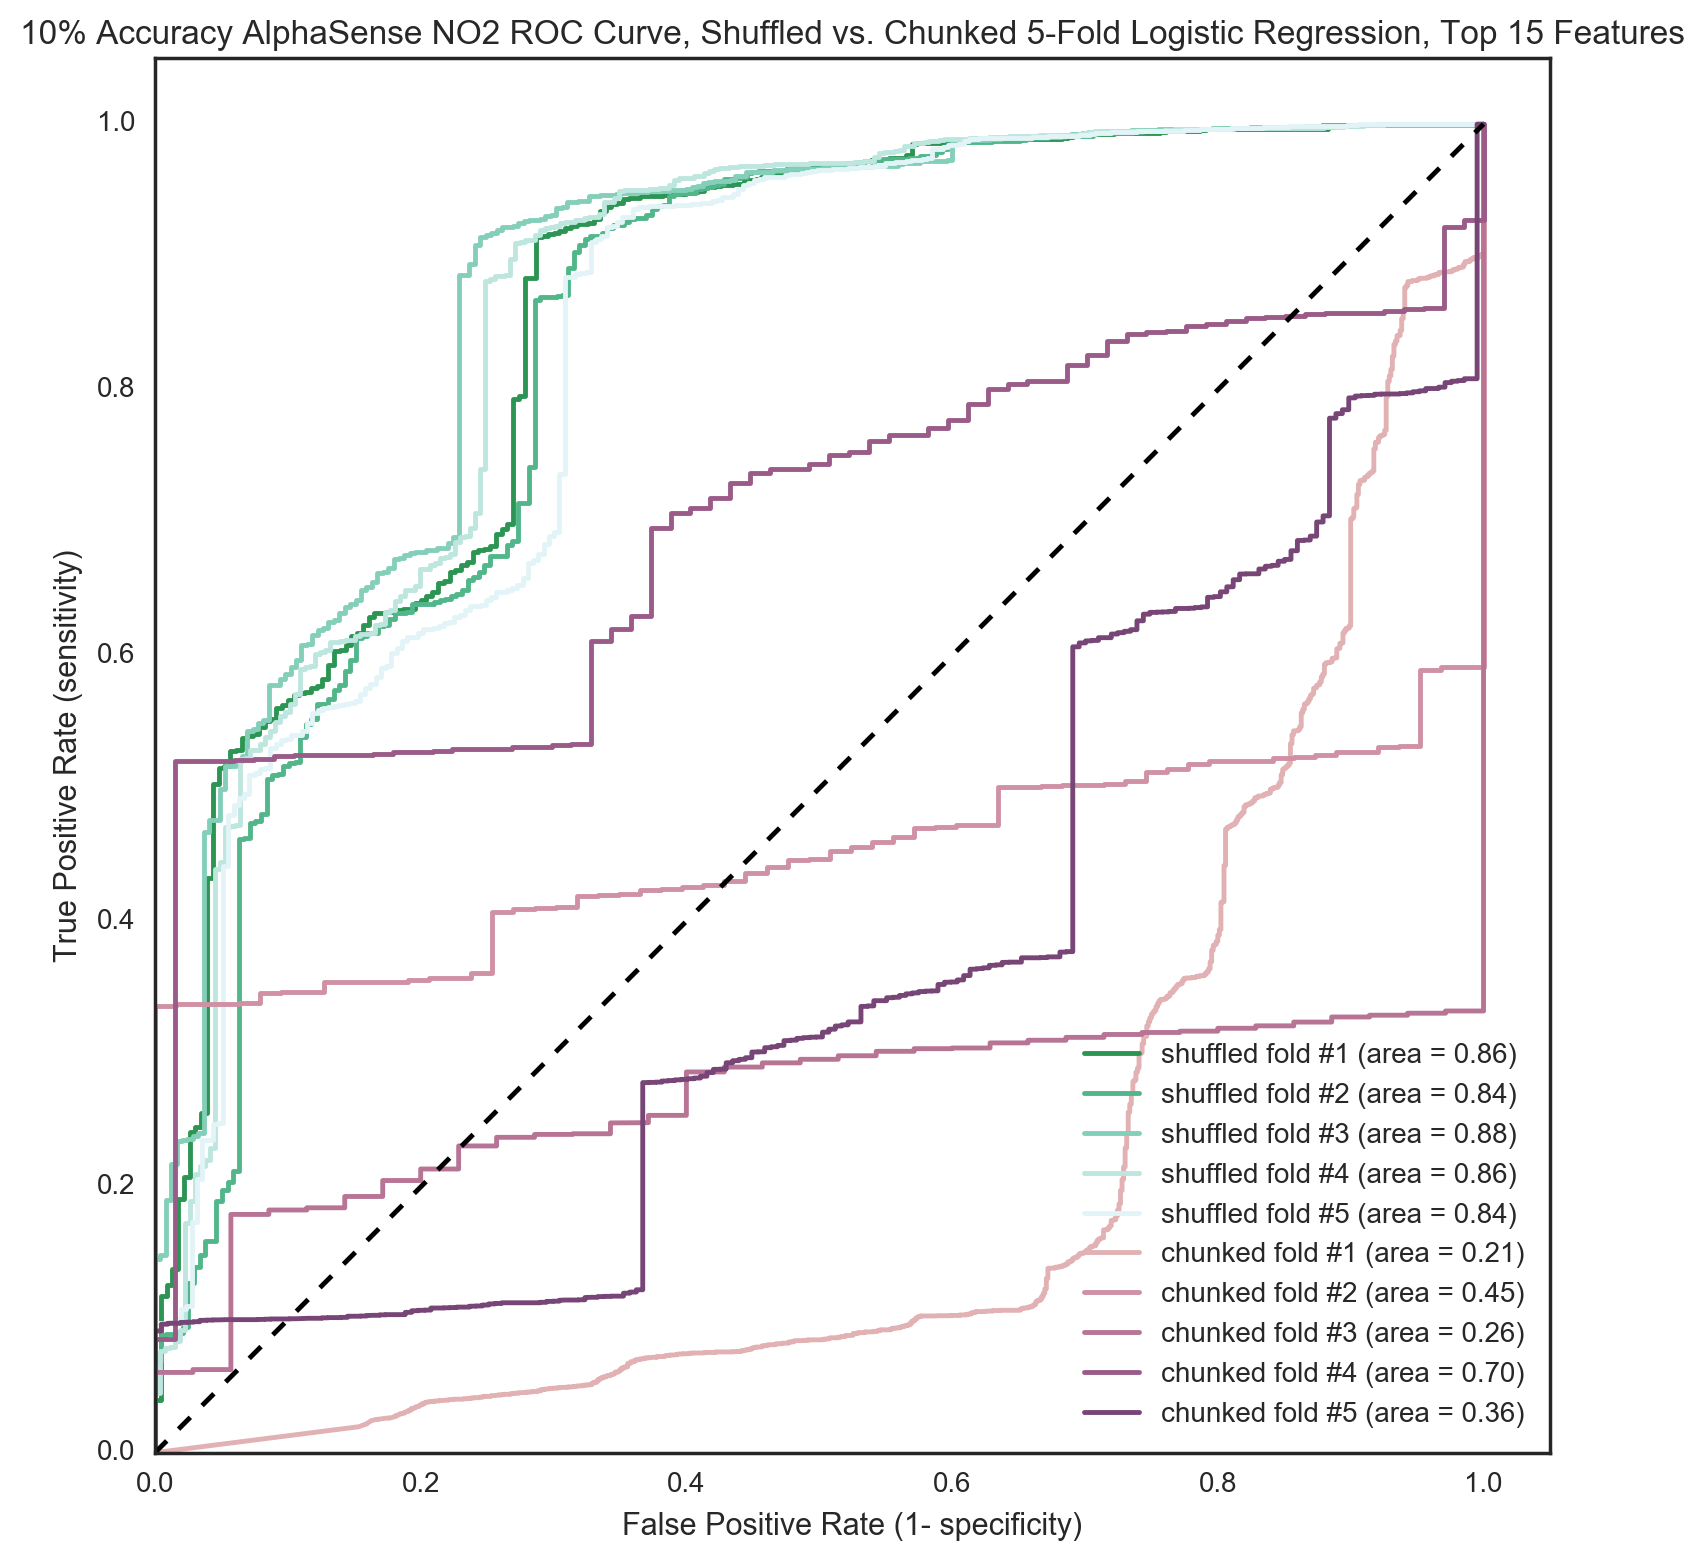 10% Accuracy AlphaSense NO2 ROC Curve, Shuffled vs. Chunked 5-Fold Logistic Regression, Top 15 Features
True Positive Rate (sensitivity)
1.0
0.8
0.6
0.4
0.2
0.0
shuffled fold #1 (area = 0.86)
shuffled fold #2 (area = 0.84)
shuffled fold #3 (area = 0.88)
shuffled fold #4 (area = 0.86)
shuffled fold #5 (area = 0.84)
chunked fold #1 (area = 0.21)
chunked fold #2 (area = 0.45)
chunked fold #3 (area = 0.26)
chunked fold #4 (area = 0.70)
chunked fold #5 (area = 0.36)
0.0 0.2 0.4 0.6 0.8 1.0
False Positive Rate (1- specificity)